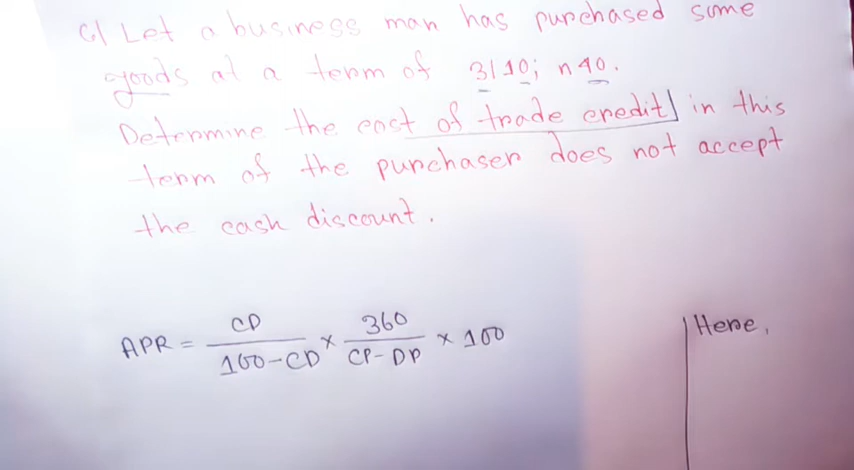 Q1 Let a business man has purchased some
goods at a term of 3/10; n40.
Determine the cost of trade credit in this
term of the purchaser does not accept
the cash discount.
APR = CD/100-CD × 360/CP-DP × 100
Here,